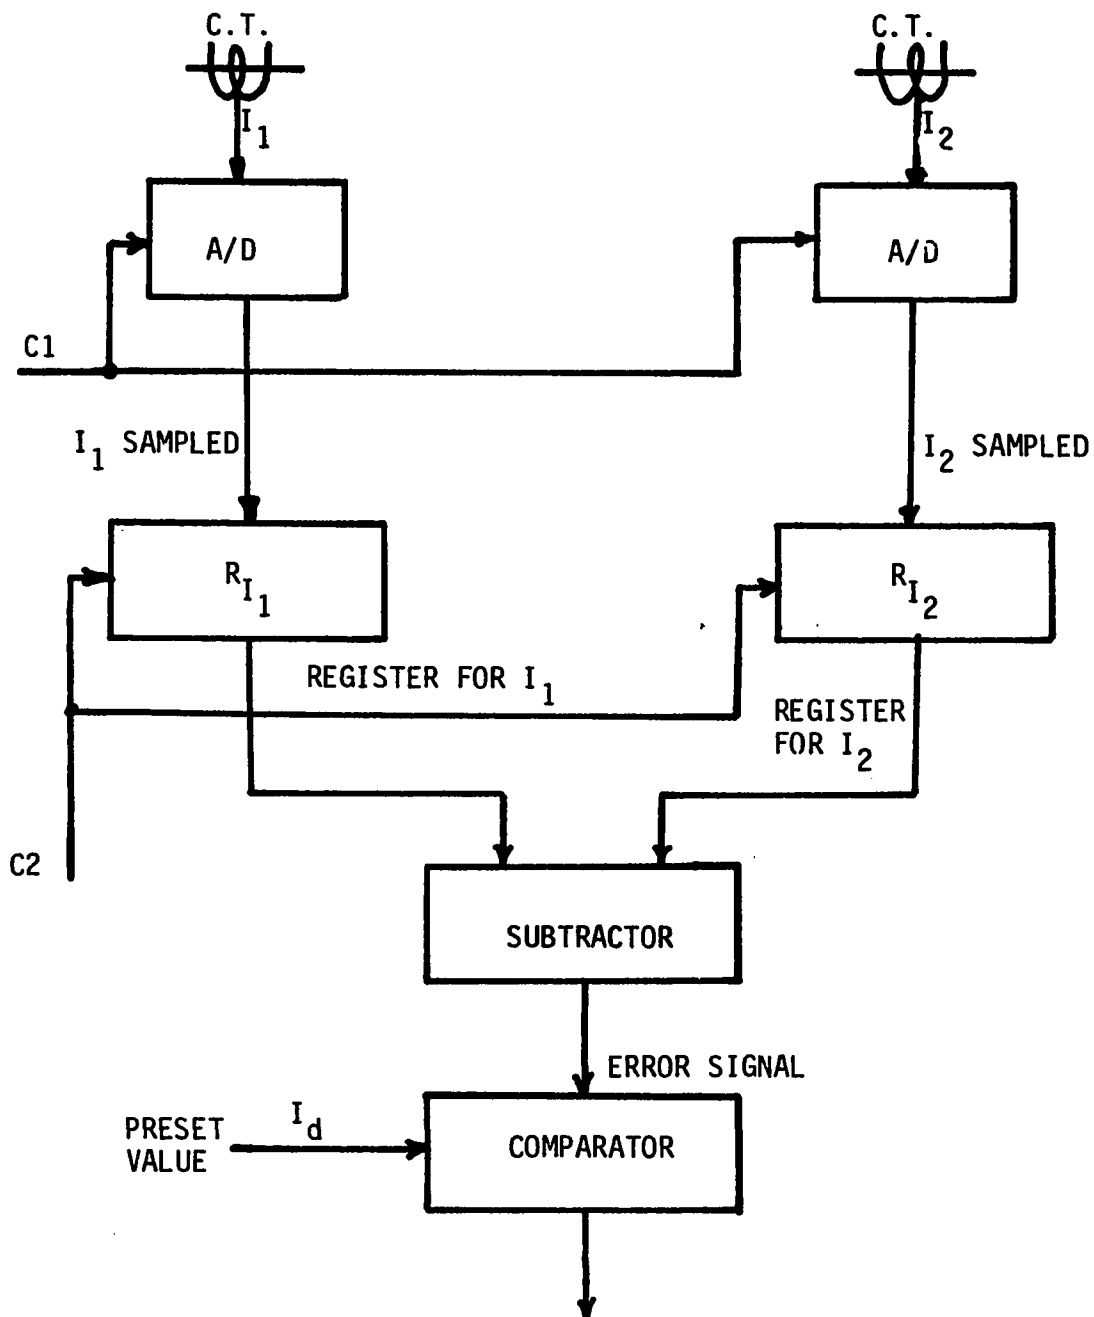 C.T.
C.T.
I1
I2
A/D
A/D
C1
I1 SAMPLED
I2 SAMPLED
RI1
RI2
REGISTER FOR I1
REGISTER
FOR I2
C2
SUBTRACTOR
ERROR SIGNAL
PRESET
VALUE
Id
COMPARATOR